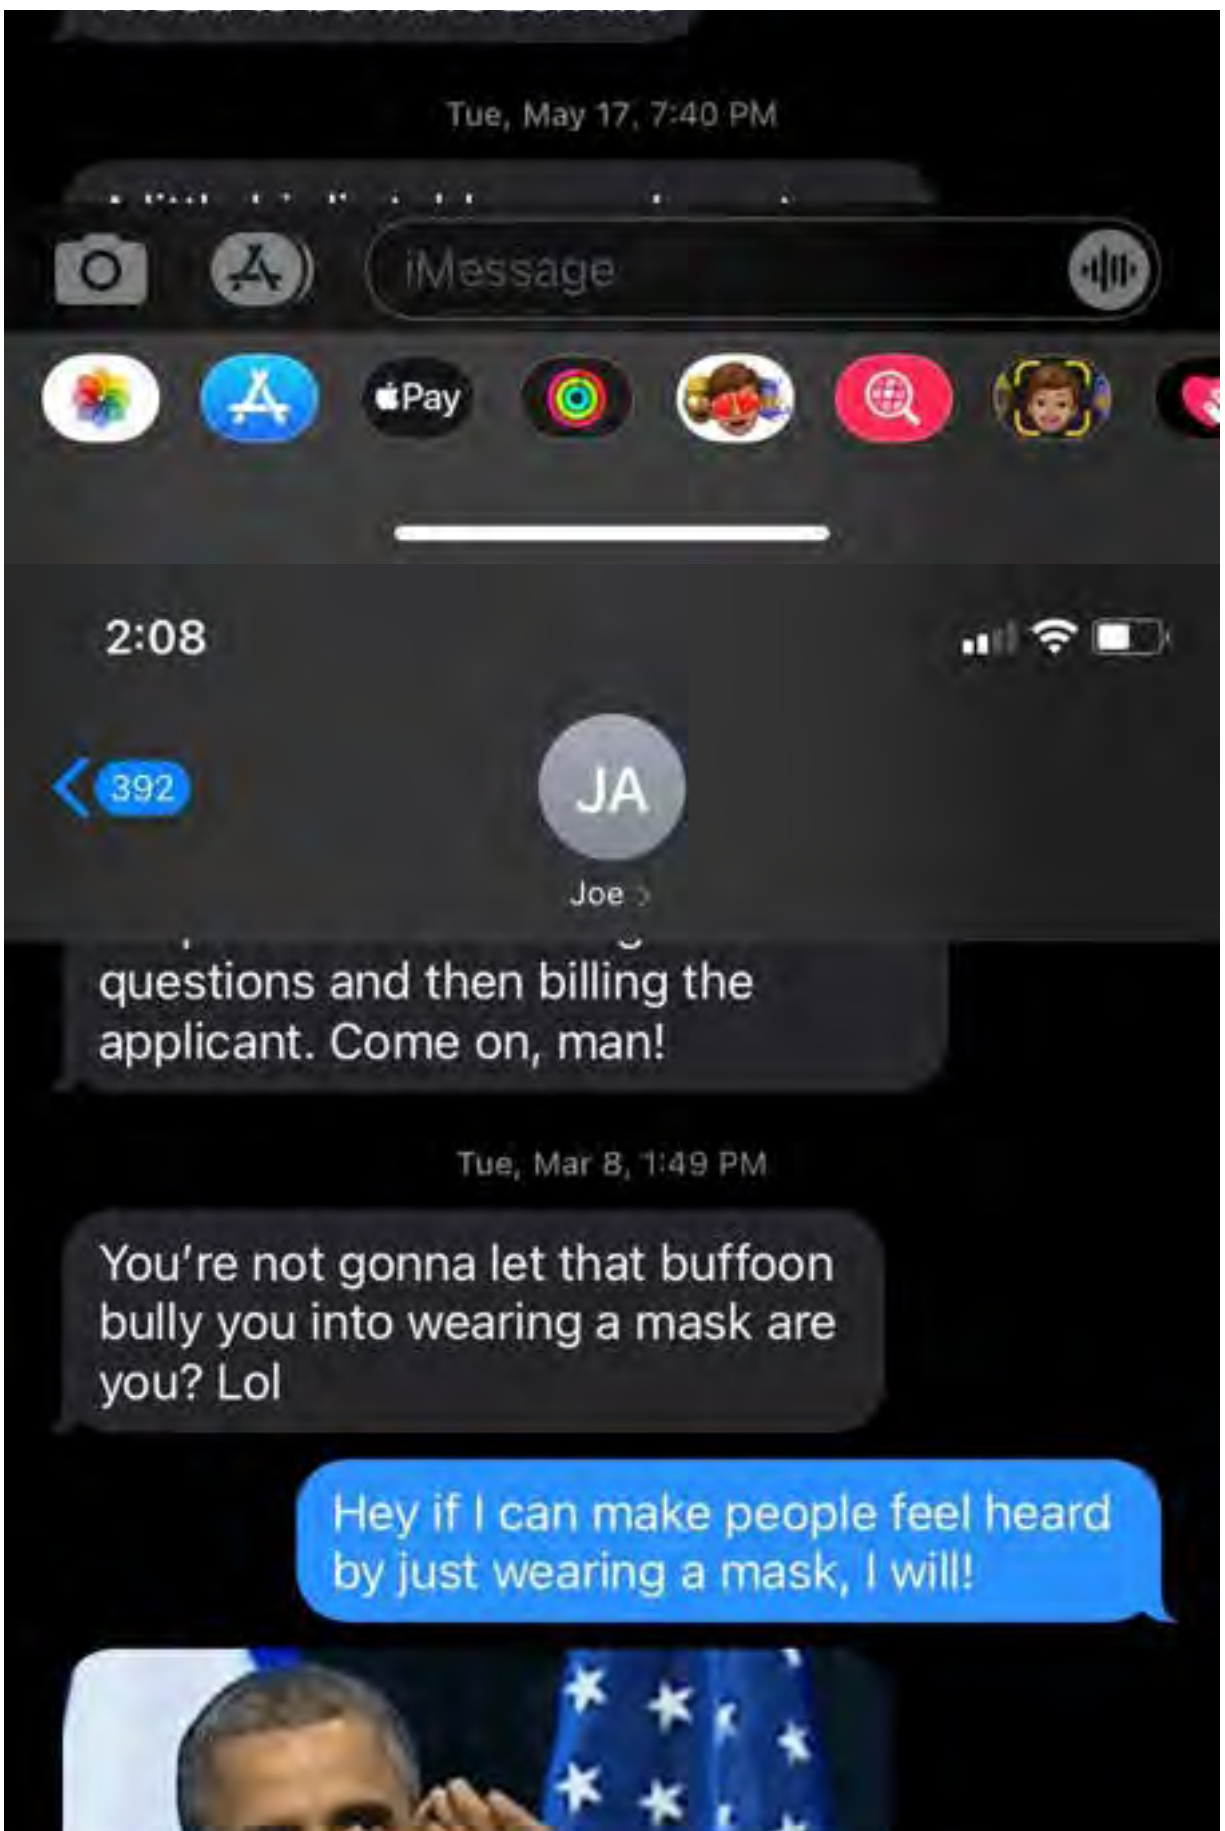 Tue, May 17, 7:40 PM
iMessage
Pay
2:08
392
JA
Joe
questions and then billing the
applicant. Come on, man!
Tue, Mar 8, 1:49 PM
You're not gonna let that buffoon
bully you into wearing a mask are
you? Lol
Hey if I can make people feel heard
by just wearing a mask, I will!